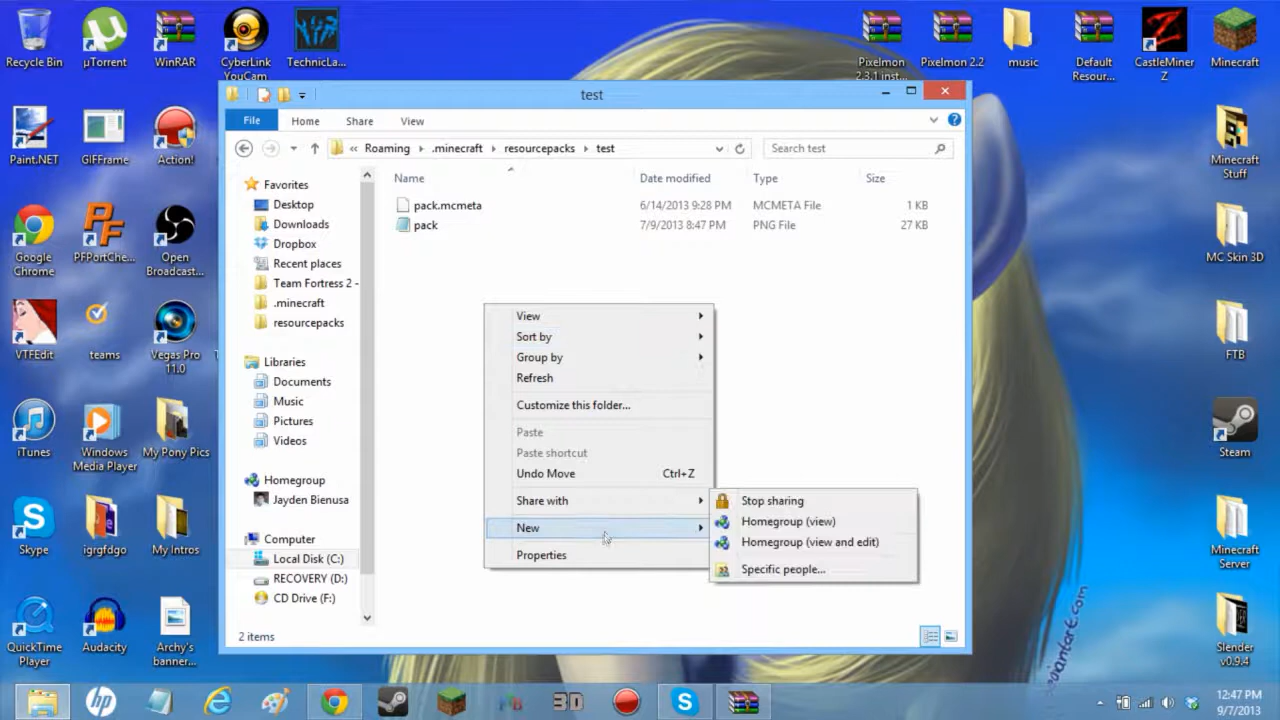 Recycle Bin
µTorrent
WinRAR
CyberLink
YouCam
TechnicLa...
Pixelmon
2.3.1 inst...
Pixelmon 2.2
music
Default
Resour...
CastleMiner
Z
Minecraft
Paint.NET
GIFFrame
Action!
Minecraft
Stuff
Google
Chrome
PFPortChe...
Open
Broadcast...
MC Skin 3D
VTFEdit
teams
Vegas Pro
11.0
FTB
iTunes
Windows
Media Player
My Pony Pics
Steam
Skype
igrgfdgo
My Intros
Minecraft
Server
QuickTime
Player
Audacity
Archy's
banner...
Slender
v0.9.4
test
File
Home
Share
View
« Roaming
.minecraft
resourcepacks
test
Search test
Name
Date modified
Type
Size
pack.mcmeta
6/14/2013 9:28 PM
MCMETA File
1 KB
pack
7/9/2013 8:47 PM
PNG File
27 KB
Favorites
Desktop
Downloads
Dropbox
Recent places
Team Fortress 2 -
.minecraft
resourcepacks
Libraries
Documents
Music
Pictures
Videos
Homegroup
Jayden Bienusa
Computer
Local Disk (C:)
RECOVERY (D:)
CD Drive (F:)
View
Sort by
Group by
Refresh
Customize this folder...
Paste
Paste shortcut
Undo Move Ctrl+Z
Share with
New
Properties
Stop sharing
Homegroup (view)
Homegroup (view and edit)
Specific people...
2 items
hp
3D
12:47 PM
9/7/2013